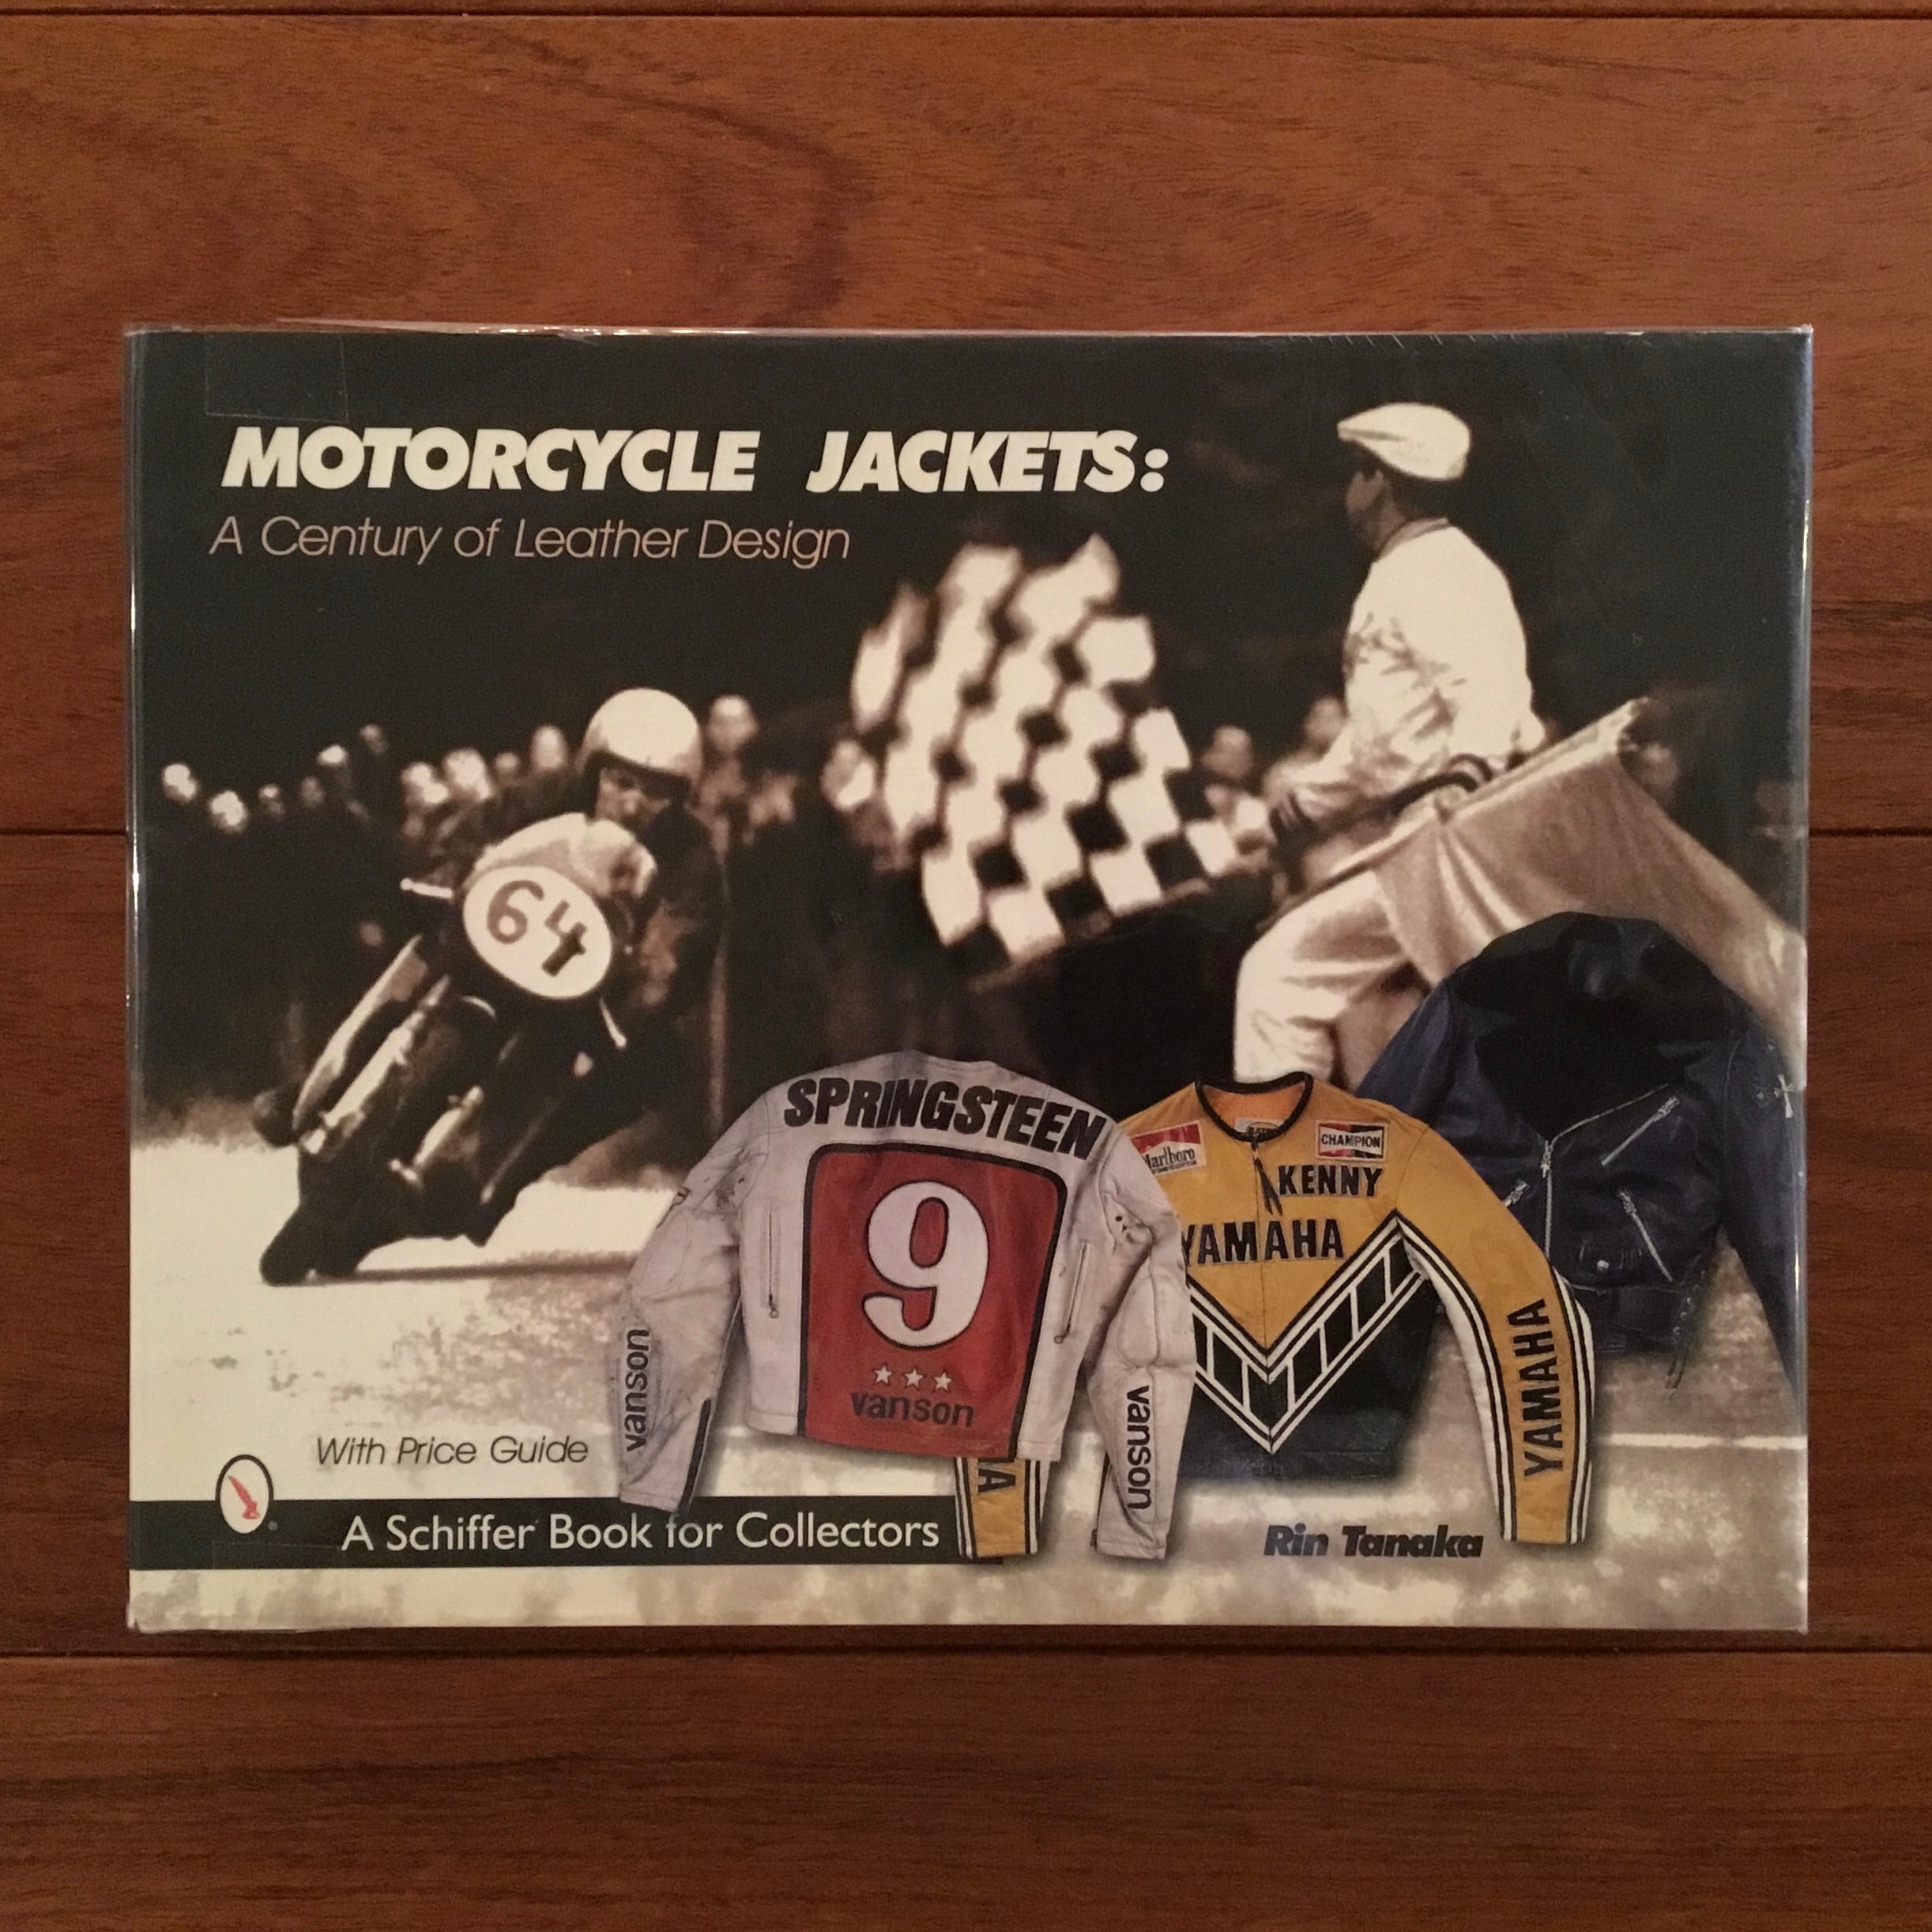 MOTORCYCLE JACKETS:
A Century of Leather Design
64
SPRINGSTEEN
9
vanson
vanson
vanson
Marlboro
CHAMPION
KENNY
YAMAHA
YAMAHA
HA
With Price Guide
A Schiffer Book for Collectors
Rin Tanaka